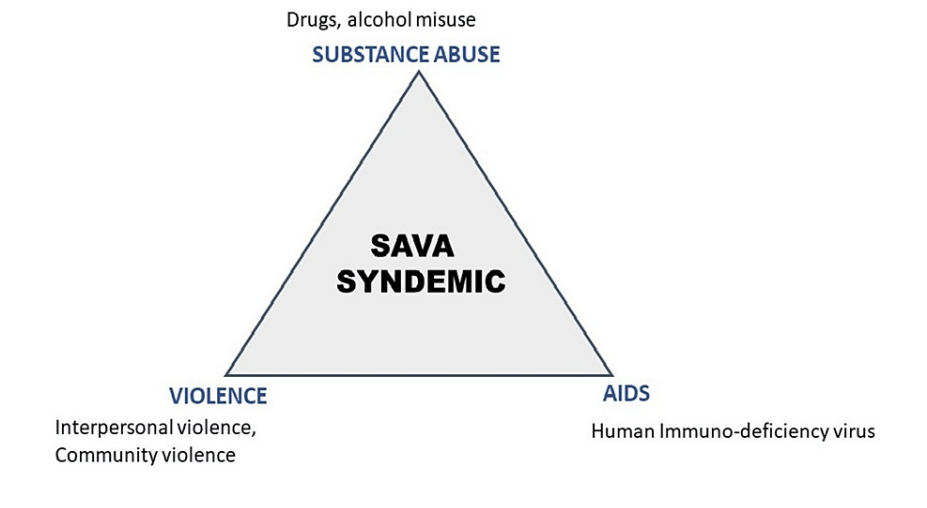 Drugs, alcohol misuse
SUBSTANCE ABUSE
SAVA
SYNDEMIC
VIOLENCE
AIDS
Interpersonal violence,
Community violence
Human Immuno-deficiency virus